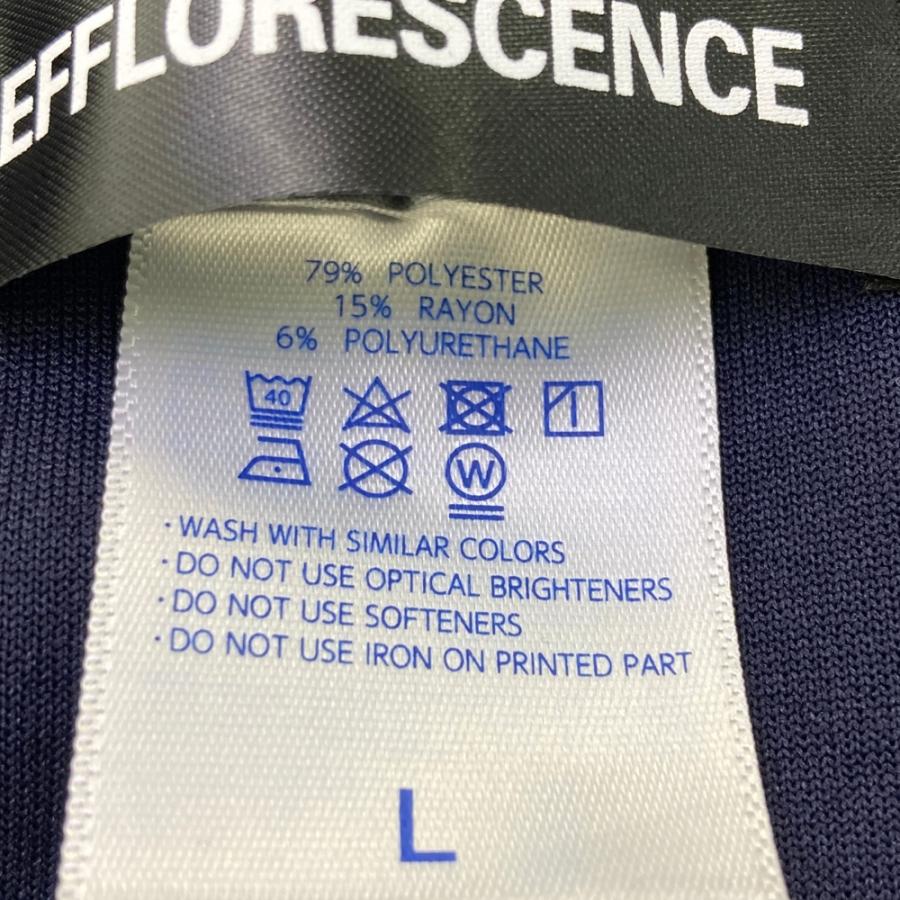 EFFLORESCENCE
79% POLYESTER
15% RAYON
6% POLYURETHANE
40
W
・WASH WITH SIMILAR COLORS
・DO NOT USE OPTICAL BRIGHTENERS
・DO NOT USE SOFTENERS
・DO NOT USE IRON ON PRINTED PART
L